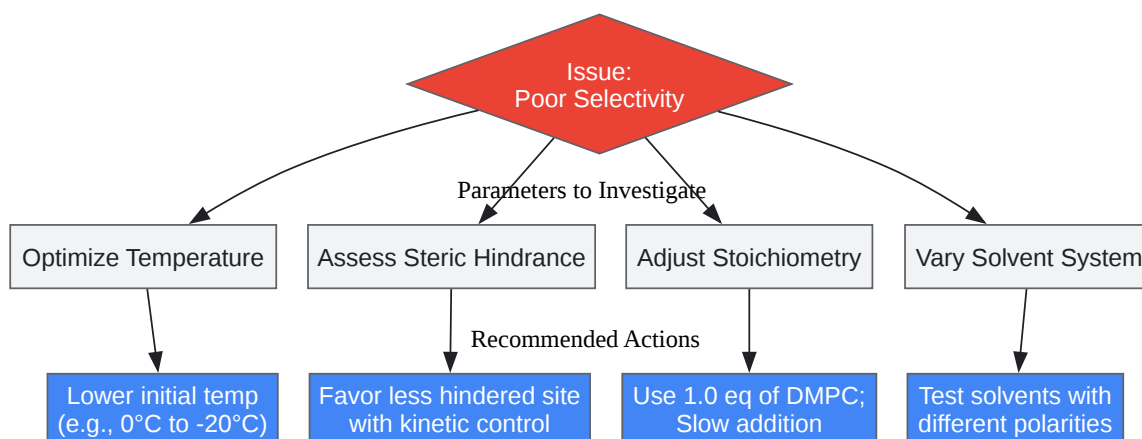 Issue:
Poor Selectivity
Parameters to Investigate
Optimize Temperature
Assess Steric Hindrance
Adjust Stoichiometry
Vary Solvent System
Recommended Actions
Lower initial temp
(e.g., 0°C to -20°C)
Favor less hindered site
with kinetic control
Use 1.0 eq of DMPC;
Slow addition
Test solvents with
different polarities